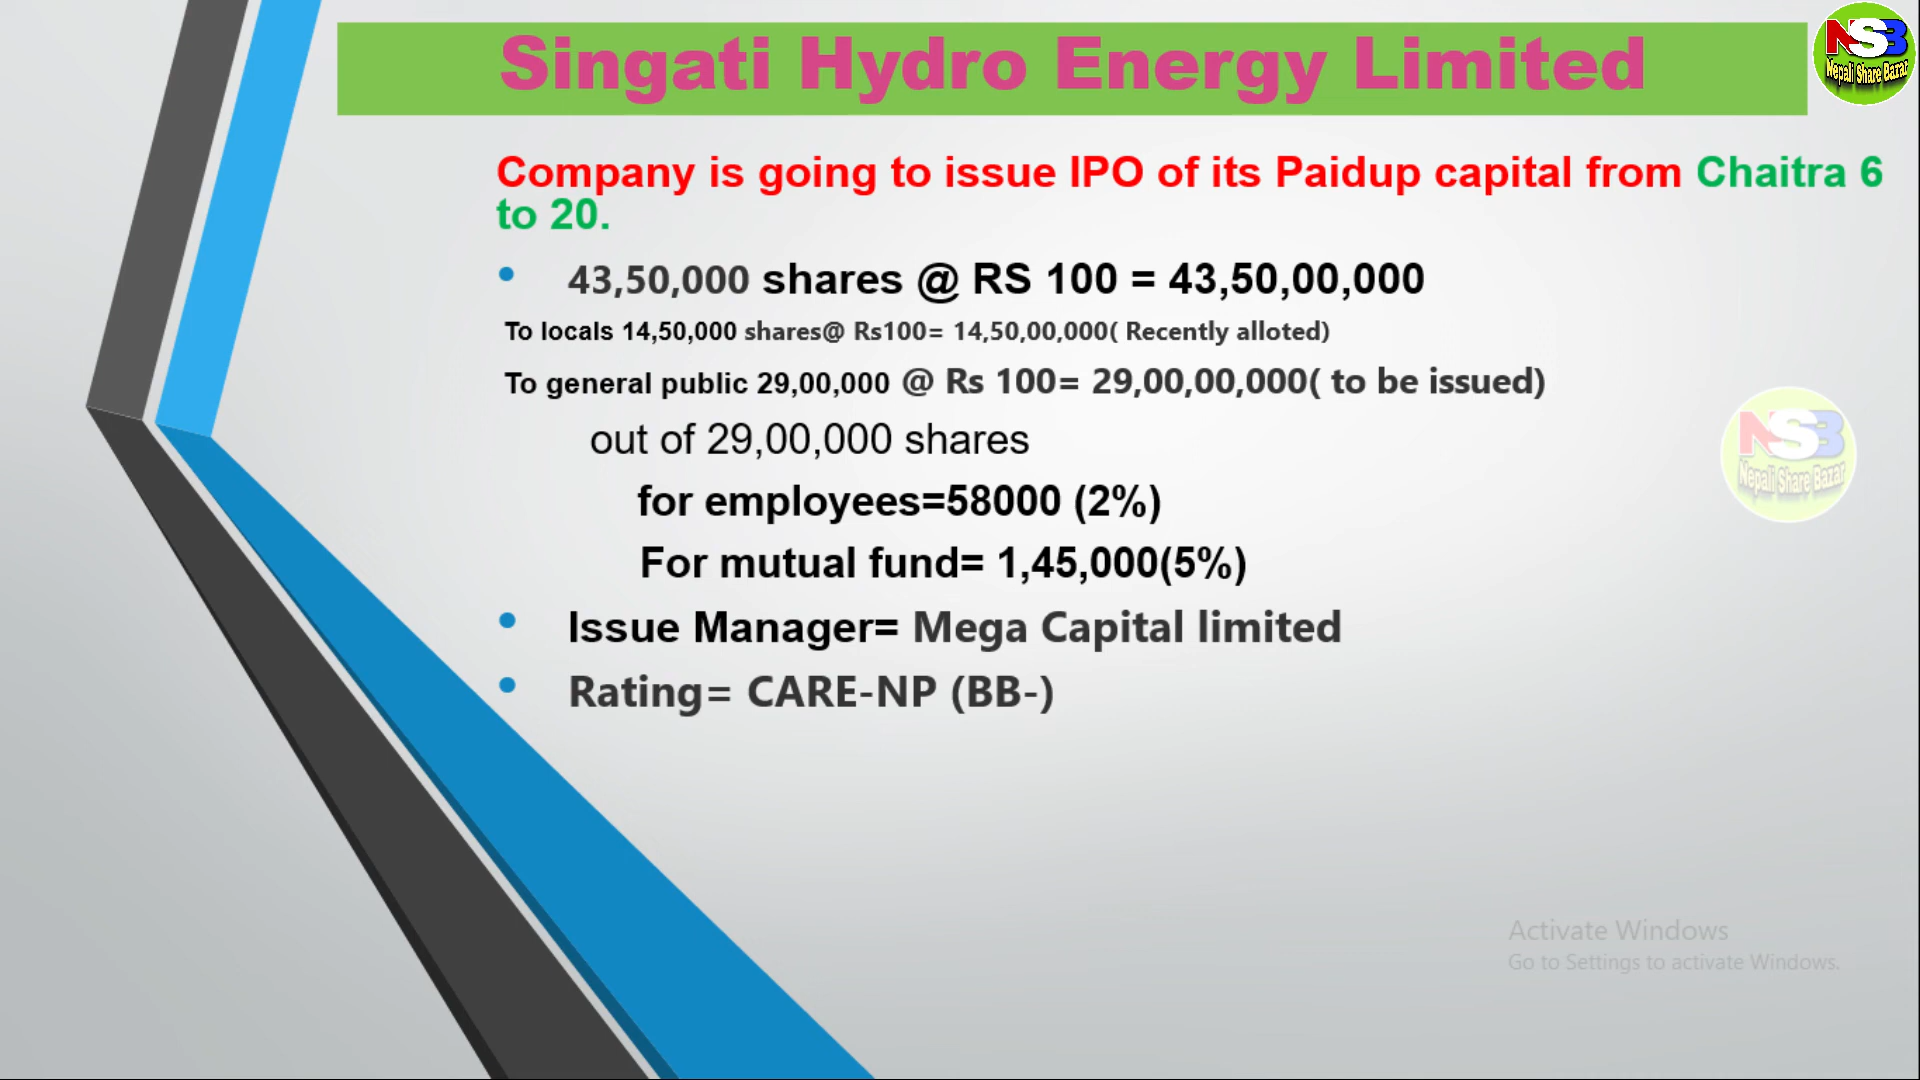 Singati Hydro Energy Limited
NSB
Nepali Share Bazar
Company is going to issue IPO of its Paidup capital from Chaitra 6
to 20.
• 43,50,000 shares @ RS 100 = 43,50,00,000
To locals 14,50,000 shares@ Rs100= 14,50,00,000( Recently alloted)
To general public 29,00,000 @ Rs 100= 29,00,00,000( to be issued)
out of 29,00,000 shares
for employees=58000 (2%)
For mutual fund= 1,45,000(5%)
• Issue Manager= Mega Capital limited
• Rating= CARE-NP (BB-)
NSB
Nepali Share Bazar
Activate Windows
Go to Settings to activate Windows.